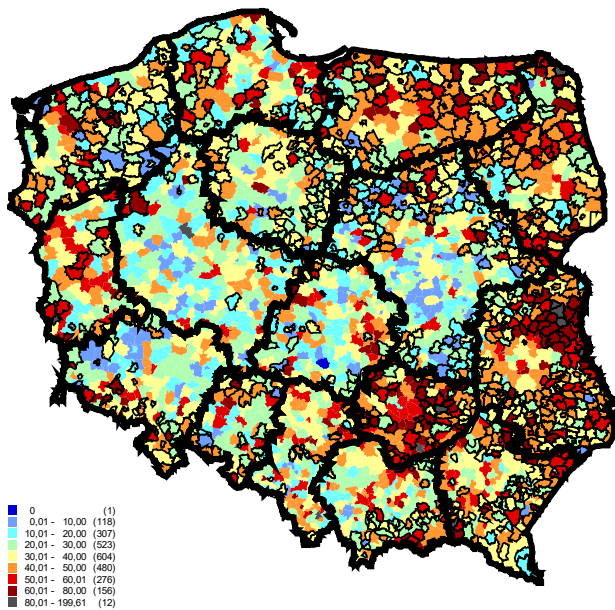 0 (1)
0,01 - 10,00 (118)
10,01 - 20,00 (307)
20,01 - 30,00 (523)
30,01 - 40,00 (604)
40,01 - 50,00 (480)
50,01 - 60,01 (276)
60,01 - 80,00 (156)
80,01 - 199,61 (12)